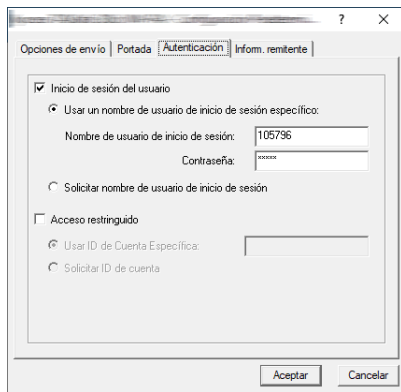 ?
Opciones de envío Portada Autenticación Inform. remitente
Inicio de sesión del usuario
Usar un nombre de usuario de inicio de sesión específico:
Nombre de usuario de inicio de sesión: 105796
Contraseña: xxxxx
Solicitar nombre de usuario de inicio de sesión
Acceso restringuido
Usar ID de Cuenta Específica:
Solicitar ID de cuenta
Aceptar Cancelar